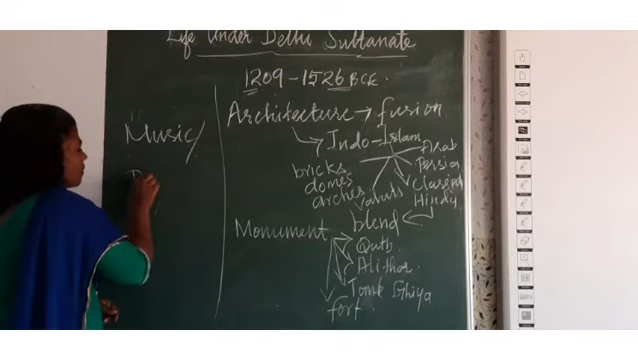 Life Under Delhi Sultanate
1209 - 1526 BCE.
Music/
Architecture → fusion
Indo-Islam
bricks
domes
arches
vaults
Arab
Persian
Classical
Hindu
blend
Monument
Qutb.
Tomb Ghiya
fort